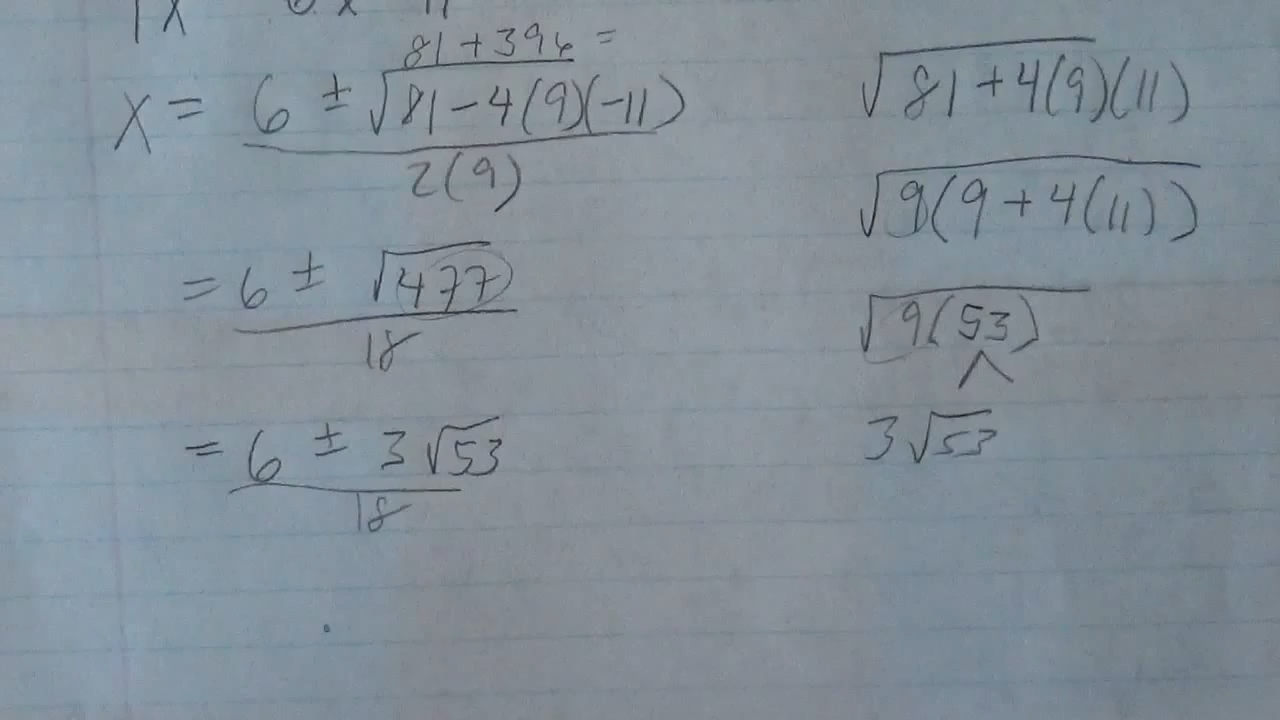 81 + 396 =
x = 6 ± √81 - 4(9)(-11)
2(9)
= 6 ± √477
18
= 6 ± 3√53
18
√81 + 4(9)(11)
√9(9 + 4(11))
√9(53)
3√53